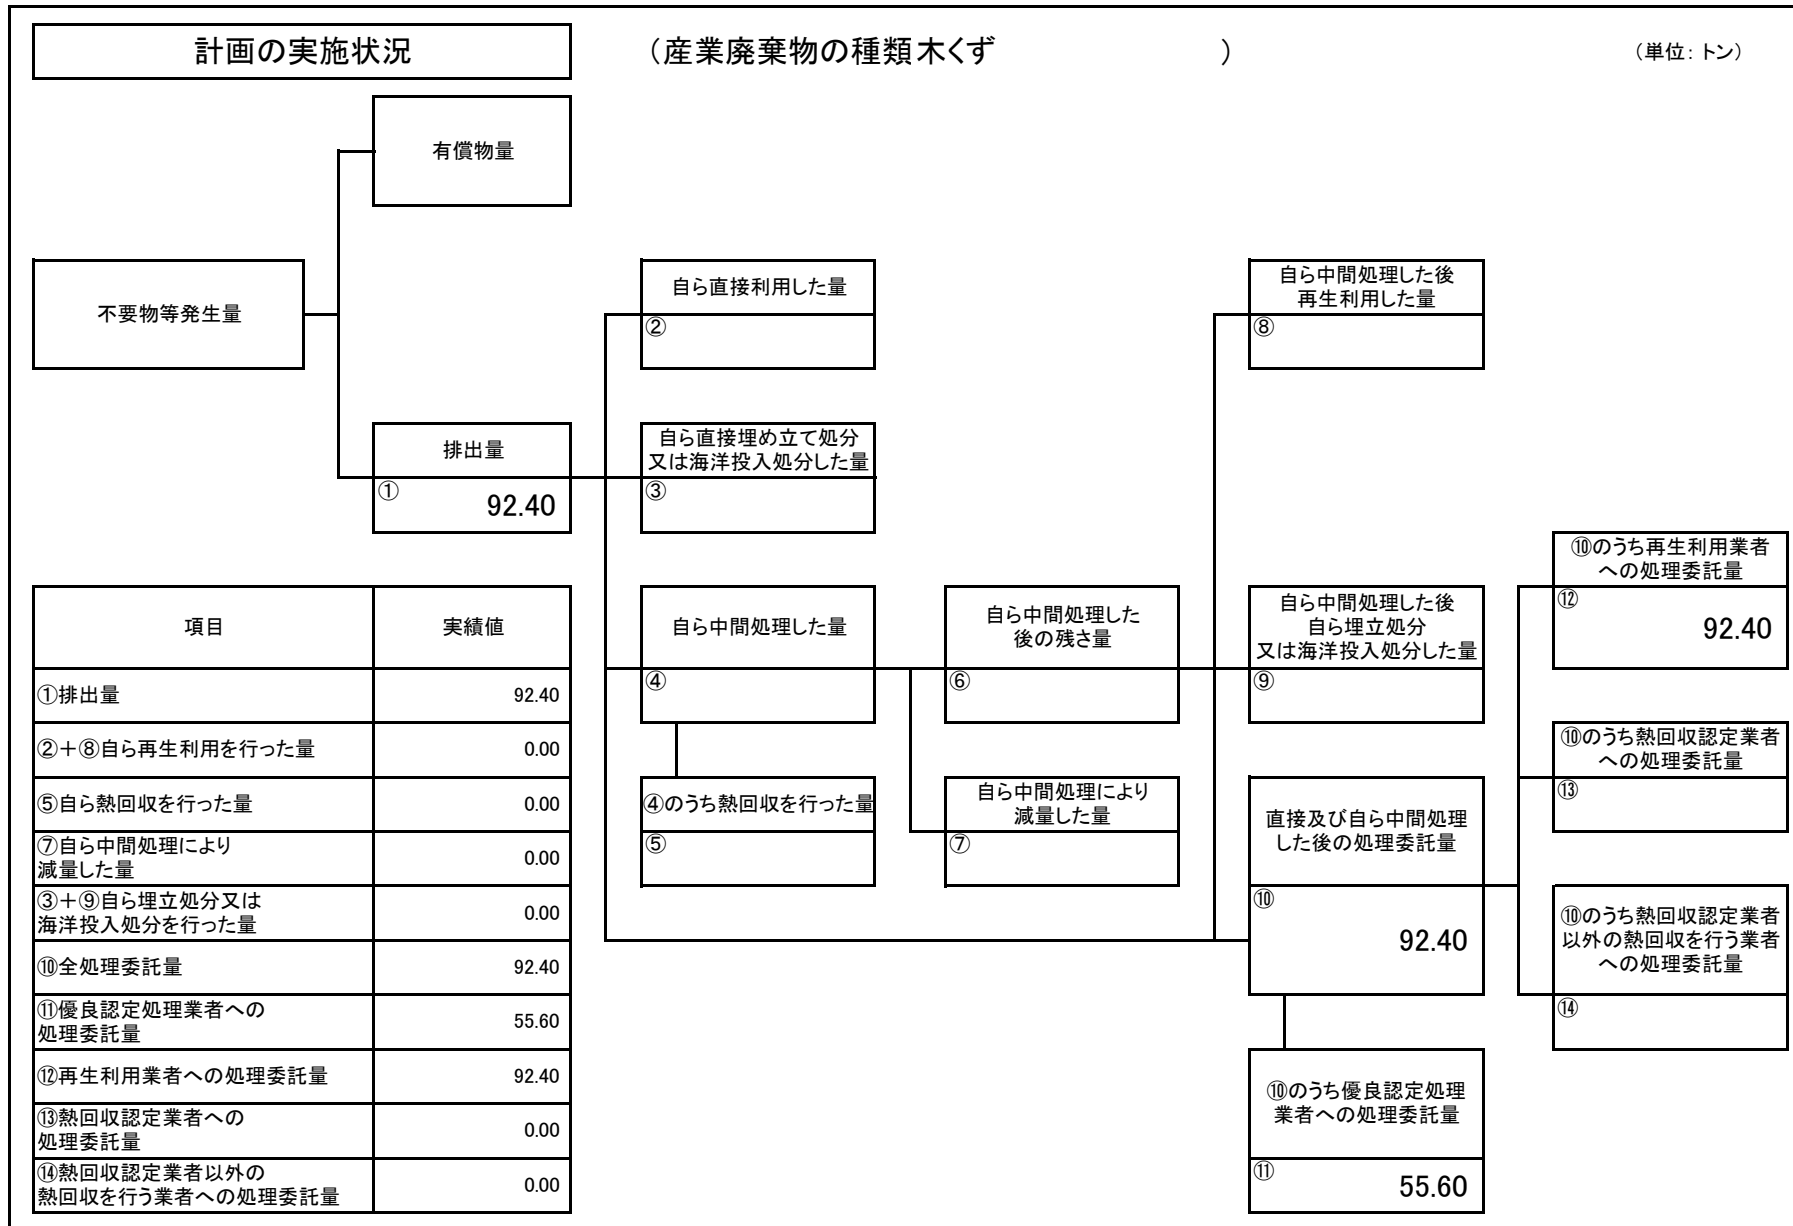 計画の実施状況
（産業廃棄物の種類木くず　　　　　　　　）
（単位：トン）
有償物量
不要物等発生量
自ら直接利用した量
②
自ら中間処理した後
再生利用した量
⑧
排出量
① 92.40
自ら直接埋め立て処分
又は海洋投入処分した量
③
⑩のうち再生利用業者
への処理委託量
⑫ 92.40
項目 実績値
①排出量 92.40
②＋⑧自ら再生利用を行った量 0.00
⑤自ら熱回収を行った量 0.00
⑦自ら中間処理により
減量した量 0.00
③＋⑨自ら埋立処分又は
海洋投入処分を行った量 0.00
⑩全処理委託量 92.40
⑪優良認定処理業者への
処理委託量 55.60
⑫再生利用業者への処理委託量 92.40
⑬熱回収認定業者への
処理委託量 0.00
⑭熱回収認定業者以外の
熱回収を行う業者への処理委託量 0.00
自ら中間処理した量
④
自ら中間処理した
後の残さ量
⑥
自ら中間処理した後
自ら埋立処分
又は海洋投入処分した量
⑨
④のうち熱回収を行った量
⑤
自ら中間処理により
減量した量
⑦
直接及び自ら中間処理
した後の処理委託量
⑩
92.40
⑩のうち熱回収認定業者
への処理委託量
⑬
⑩のうち熱回収認定業者
以外の熱回収を行う業者
への処理委託量
⑭
⑩のうち優良認定処理
業者への処理委託量
⑪ 55.60